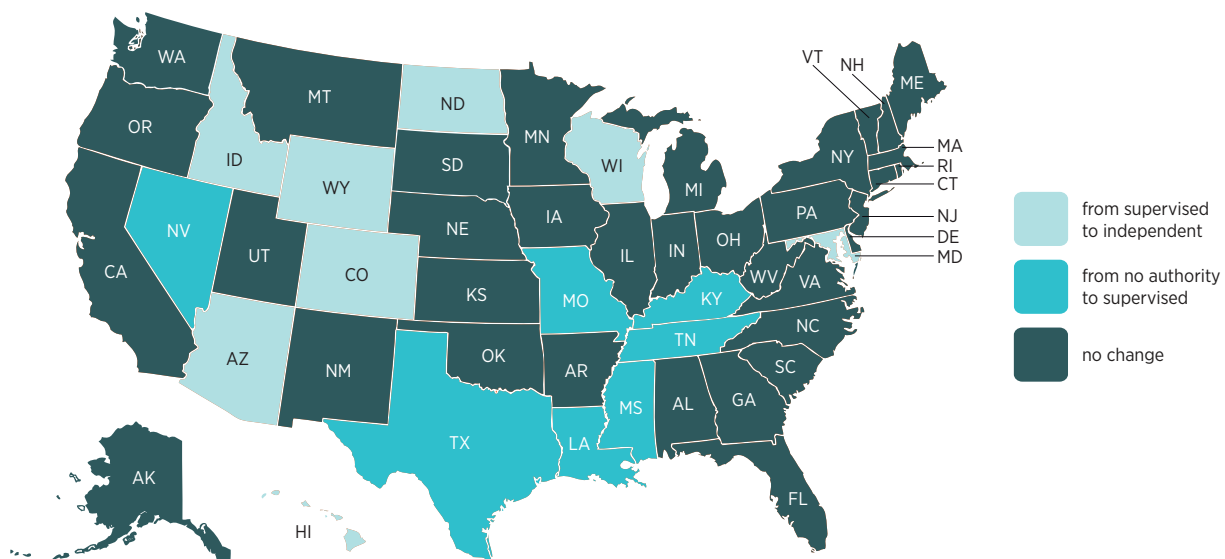 WA
OR
CA
NV
ID
MT
WY
UT
CO
AZ
NM
ND
SD
NE
KS
OK
TX
MN
IA
MO
AR
LA
WI
IL
MS
MI
IN
KY
TN
AL
OH
WV
VA
NC
SC
GA
FL
PA
NY
VT
NH
ME
MA
RI
CT
NJ
DE
MD
AK
HI
from supervised
to independent
from no authority
to supervised
no change